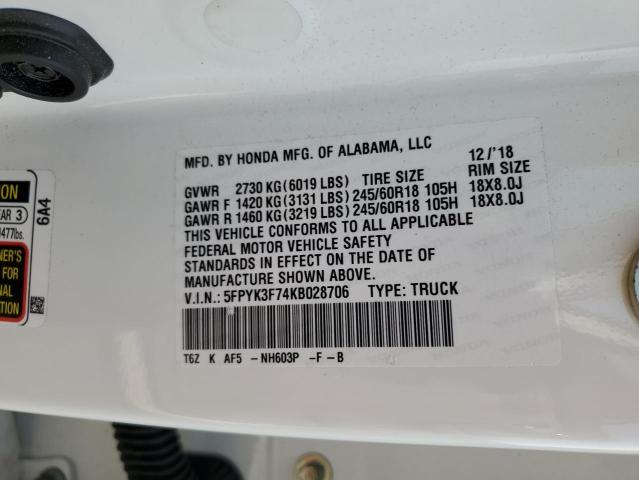 MFD. BY HONDA MFG. OF ALABAMA, LLC 12/'18
GVWR 2730 KG(6019 LBS) TIRE SIZE RIM SIZE
GAWR F 1420 KG(3131 LBS) 245/60R18 105H 18X8.0J
GAWR R 1460 KG(3219 LBS) 245/60R18 105H 18X8.0J
THIS VEHICLE CONFORMS TO ALL APPLICABLE
FEDERAL MOTOR VEHICLE SAFETY
STANDARDS IN EFFECT ON THE DATE OF
MANUFACTURE SHOWN ABOVE.
V.I.N.: 5FPYK3F74KB028706 TYPE: TRUCK
T6Z K AF5 -NH603P -F-B
6A4
3
FOR